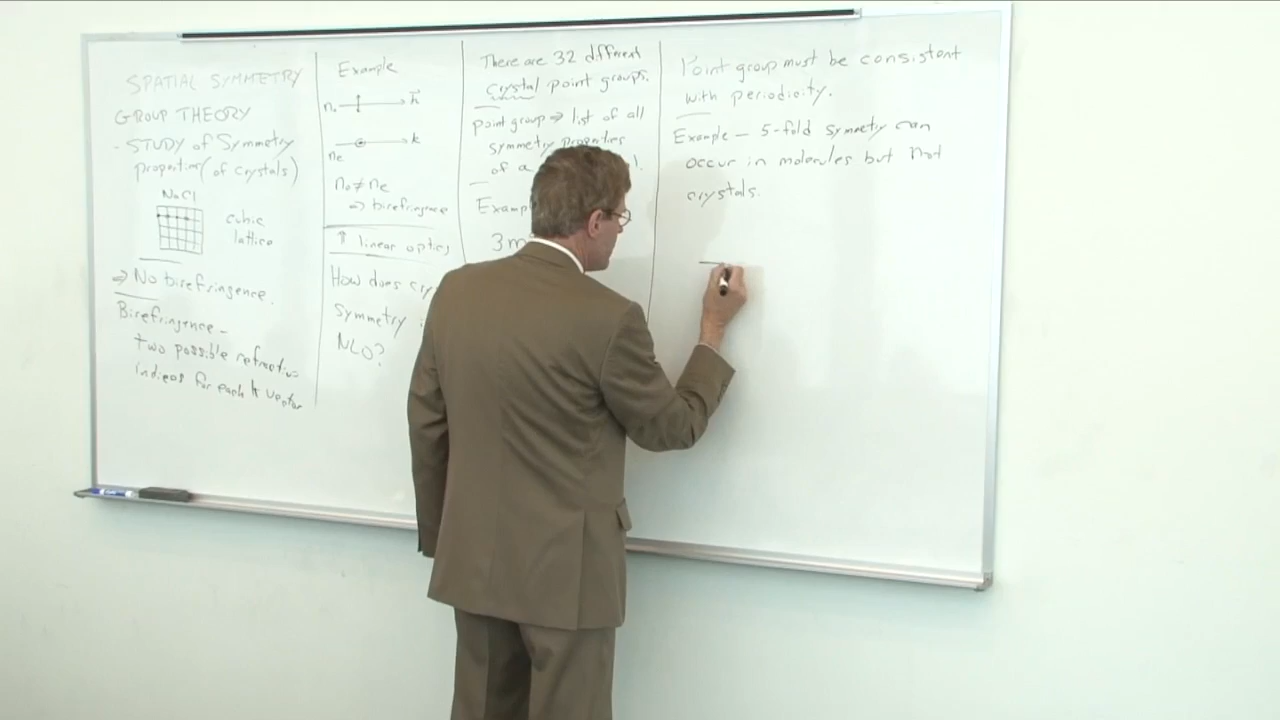 SPATIAL SYMMETRY
GROUP THEORY
- STUDY of Symmetry
properties (of crystals)
NaCl
cubic
lattice
⇒ No birefringence.
Birefringence -
two possible refractive
indices for each k vector
Example
no
k
k
ne
no ≠ ne
⇒ birefringence
↑ linear optics
How does
Symmetry
NLO?
There are 32 different
crystal point groups.
point group ⇒ list of all
symmetry properties
of a
3m
Point group must be consistent
with periodicity.
Example - 5-fold symmetry can
occur in molecules but not
crystals.